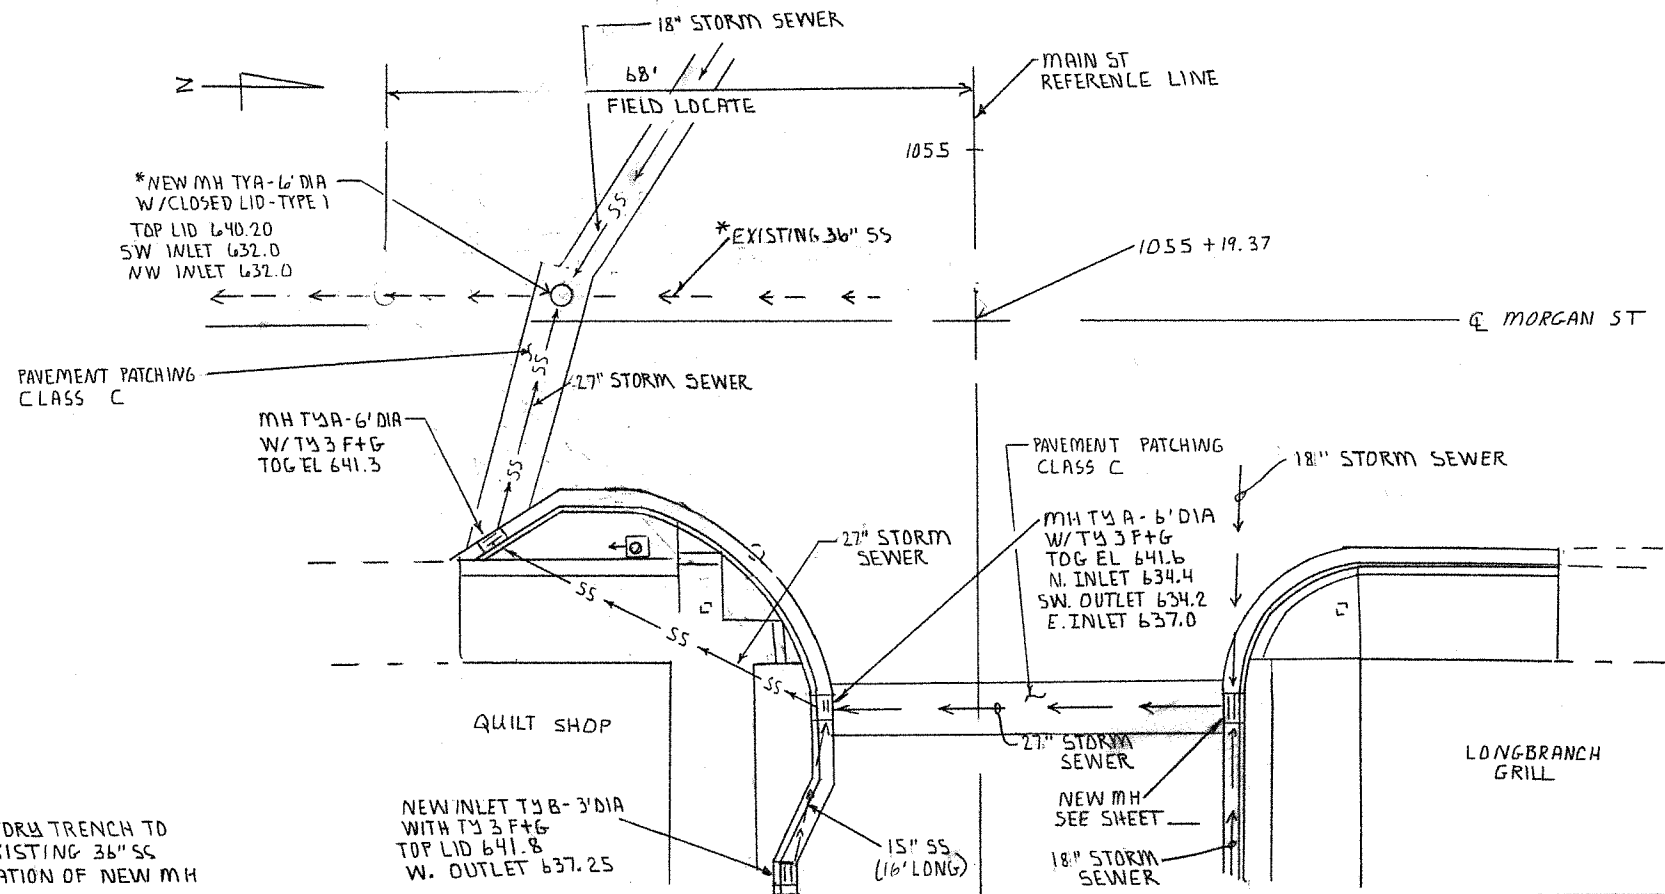 18" STORM SEWER
68'
FIELD LOCATE
MAIN ST
REFERENCE LINE
Z
1055
*NEW MH TYA-6' DIA
W/CLOSED LID-TYPE 1
TOP LID 640.20
SW INLET 632.0
NW INLET 632.0
SS
*EXISTING 36" SS
1055 +19.37
℄ MORGAN ST
PAVEMENT PATCHING
CLASS C
SS
27" STORM SEWER
MH TYA-6' DIA
W/ TY3 F+G
TOG EL 641.3
SS
PAVEMENT PATCHING
CLASS C
18" STORM SEWER
27" STORM
SEWER
MH TY A-6' DIA
W/ TY 3 F+G
TOG EL 641.6
N. INLET 634.4
SW. OUTLET 634.2
E. INLET 637.0
SS
SS
SS
QUILT SHOP
27" STORM
SEWER
LONGBRANCH
GRILL
NEW MH
SEE SHEET ___
NEW INLET TY B-3' DIA
WITH TY 3 F+G
TOP LID 641.8
W. OUTLET 637.25
15" SS
(16' LONG)
18" STORM
SEWER
TRENCH TO
36" SS
OF NEW MH